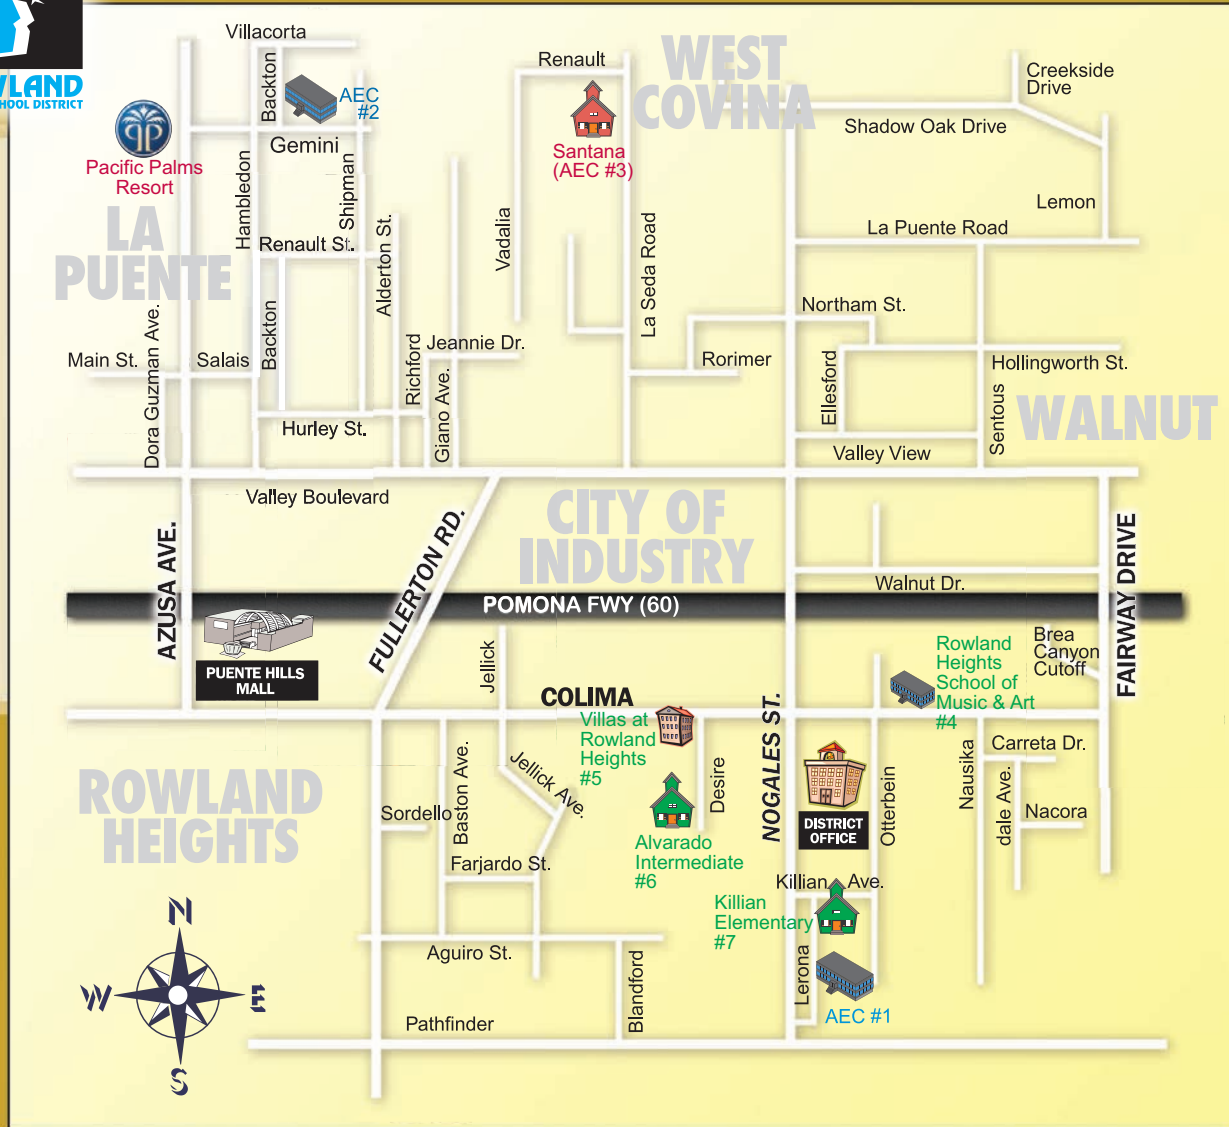 WLAND
HOOL DISTRICT
Villacorta
Backton
AEC
#2
Gemini
Pacific Palms
Resort
Hambledon
Shipman
Renault St.
Alderton St.
LA
PUENTE
Renault
WEST
COVINA
Santana
(AEC #3)
Vadalia
La Seda Road
Creekside
Drive
Shadow Oak Drive
Lemon
La Puente Road
Northam St.
Main St.
Dora Guzman Ave.
Salais
Backton
Richford
Jeannie Dr.
Giano Ave.
Hurley St.
Rorimer
Ellesford
Hollingworth St.
Sentous
WALNUT
Valley View
Valley Boulevard
CITY OF
INDUSTRY
AZUSA AVE.
FULLERTON RD.
FAIRWAY DRIVE
Walnut Dr.
POMONA FWY (60)
PUENTE HILLS
MALL
Jellick
COLIMA
Villas at
Rowland
Heights
#5
NOGALES ST.
Rowland
Heights
School of
Music & Art
#4
Brea
Canyon
Cutoff
ROWLAND
HEIGHTS
Sordello
Baston Ave.
Jellick Ave.
Farjardo St.
Desire
Alvarado
Intermediate
#6
DISTRICT
OFFICE
Otterbein
Nausika
Carreta Dr.
dale Ave.
Nacora
Killian Ave.
Killian
Elementary
#7
Lerona
AEC #1
Aguiro St.
Blandford
Pathfinder
N
W
E
S